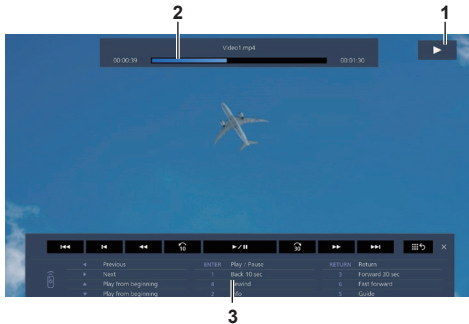 2
1
Video1 mp4
00:00:39
00:01:30
10
30
Previous ENTER Play / Pause RETURN Return
Next 1 Back 10 sec 3 Forward 30 sec
Play from beginning 4 Rewind 6 Fast forward
Play from beginning 2 Info 5 Guide
3